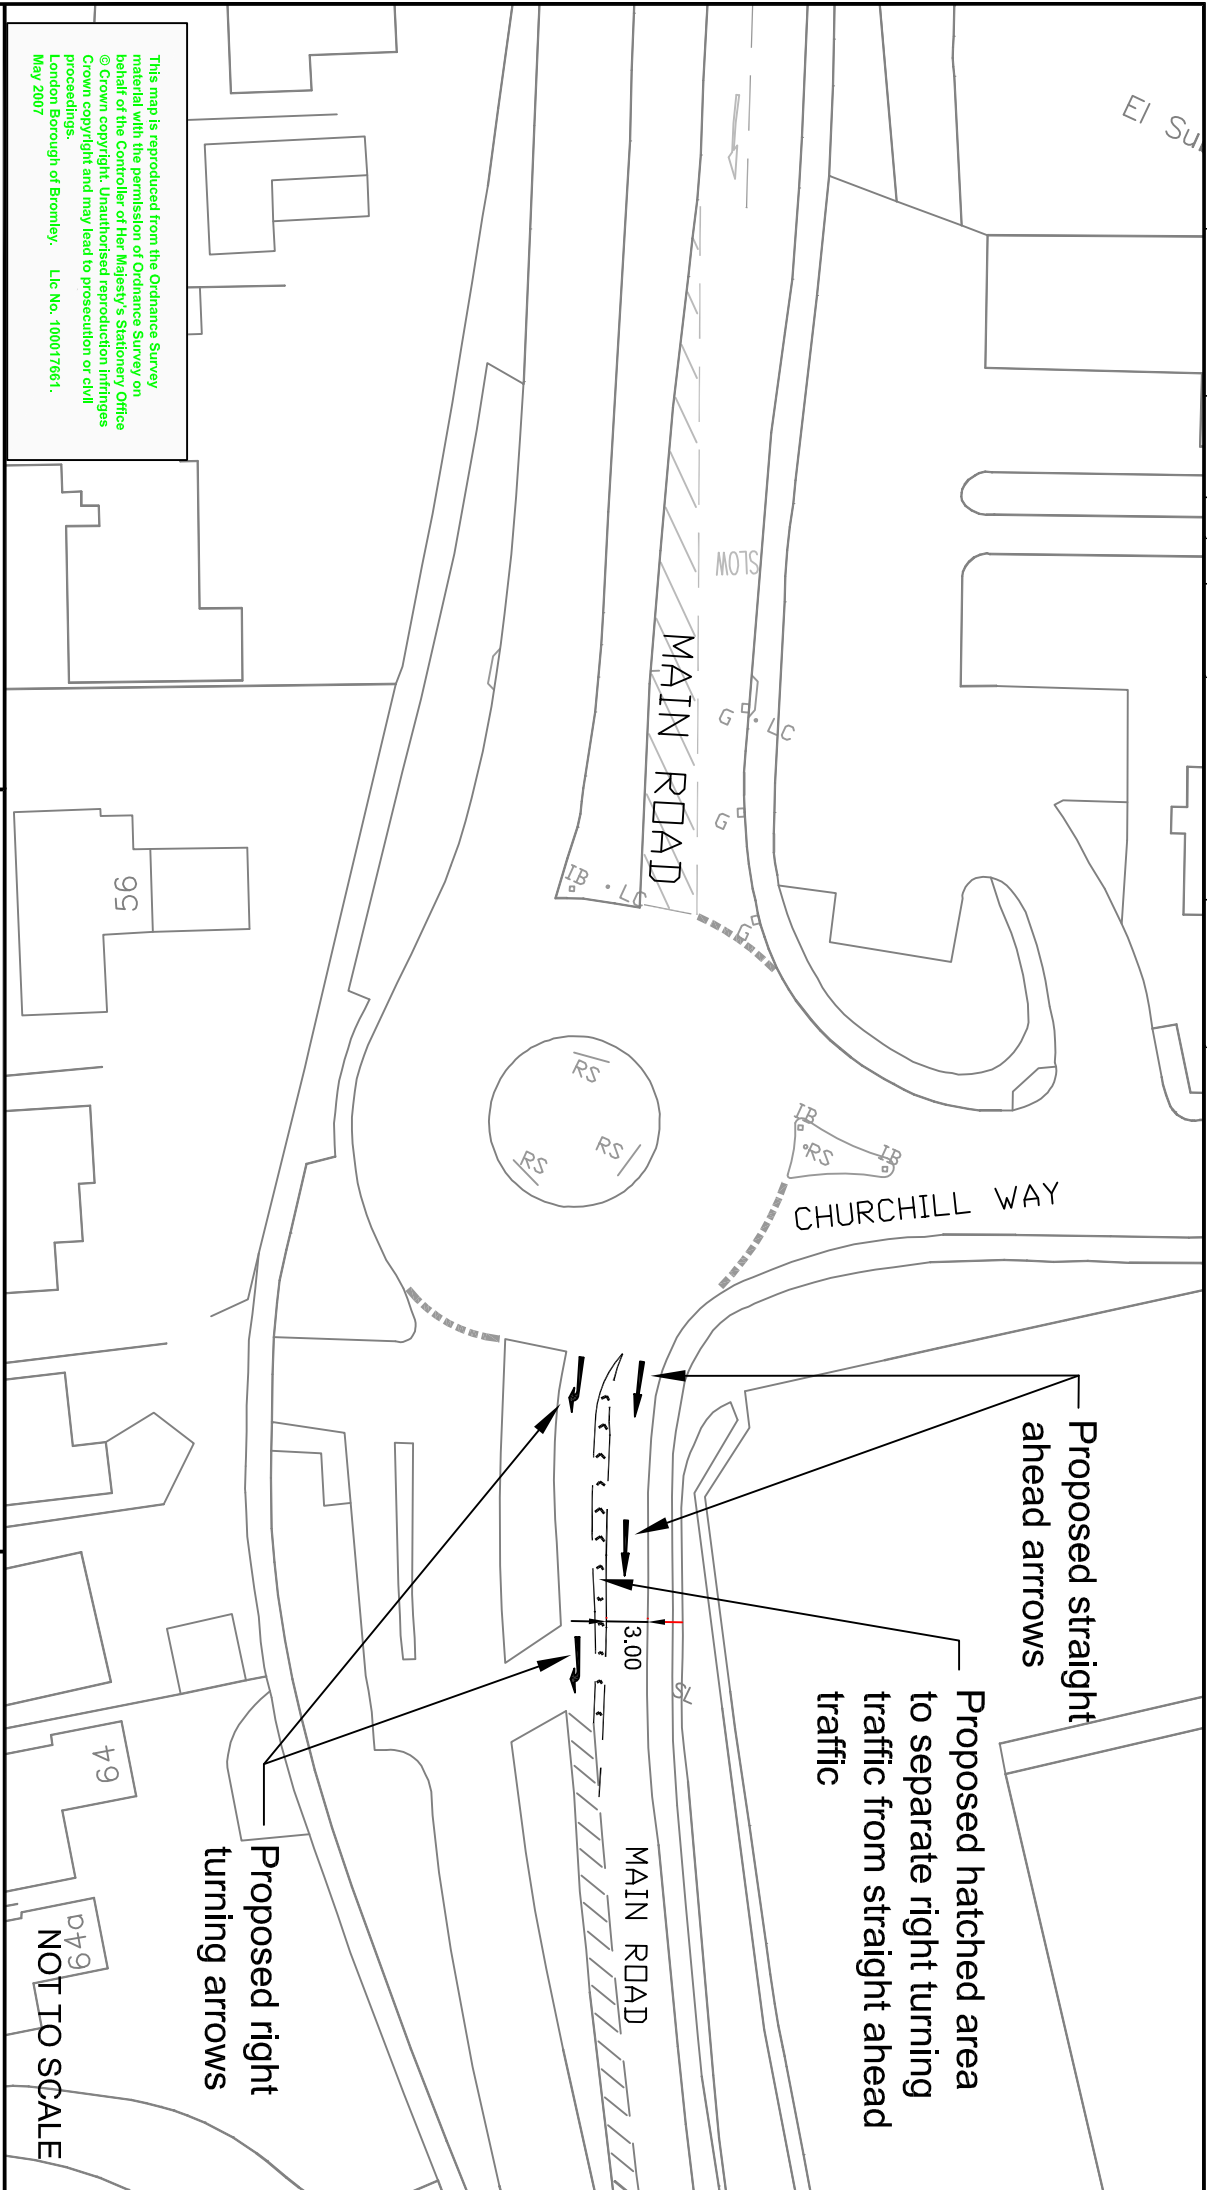 This map is reproduced from the Ordnance Survey
material with the permission of Ordnance Survey on
behalf of the Controller of Her Majesty's Stationery Office
© Crown copyright. Unauthorised reproduction infringes
Crown copyright and may lead to prosecution or civil
proceedings.
London Borough of Bromley. Lic No. 100017661.
May 2007
El
SLOW
MAIN ROAD
G
LC
G
G
IB
LC
56
RS
RS
RS
IB
RS
IB
CHURCHILL WAY
Proposed straight
ahead arrrows
Proposed hatched area
to separate right turning
traffic from straight ahead
traffic
3.00
SL
MAIN ROAD
Proposed right
turning arrows
64
64a
NOT TO SCALE